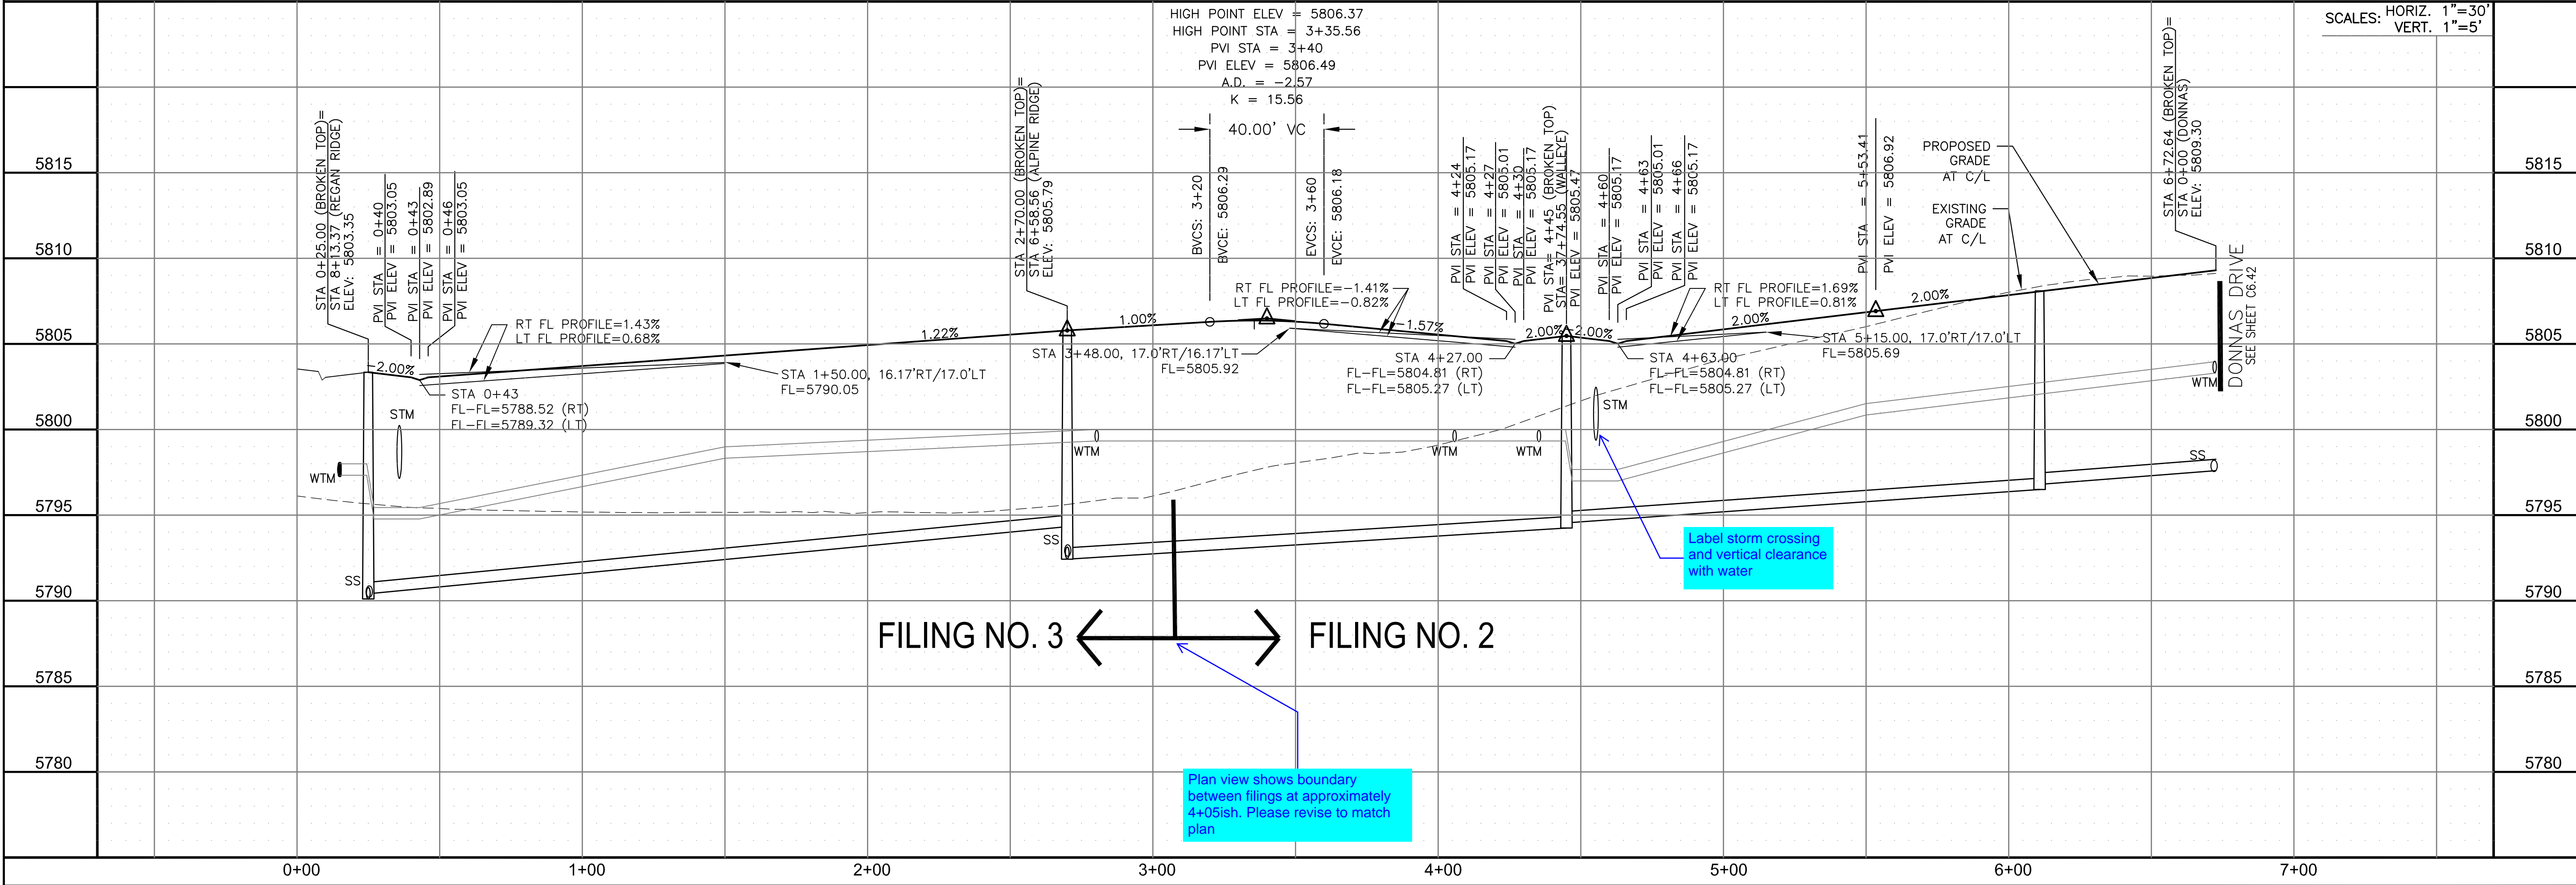 SCALES: HORIZ. 1"=30'
VERT. 1"=5'
HIGH POINT ELEV = 5806.37
HIGH POINT STA = 3+35.56
PVI STA = 3+40
PVI ELEV = 5806.49
A.D. = -2.57
K = 15.56
40.00' VC
BVCS: 3+20
BVCE: 5806.29
EVCS: 3+60
EVCE: 5806.18
STA 0+25.00 (BROKEN TOP)=
STA 8+13.37 (REGAN RIDGE)
ELEV: 5803.35
PVI STA = 0+40
PVI ELEV = 5803.05
PVI STA = 0+43
PVI ELEV = 5802.89
PVI STA = 0+46
PVI ELEV = 5803.05
STA 2+70.00 (BROKEN TOP)=
STA 6+58.56 (ALPINE RIDGE)
ELEV: 5805.79
PVI STA = 4+24
PVI ELEV = 5805.17
PVI STA = 4+27
PVI ELEV = 5805.01
PVI STA = 4+30
PVI ELEV = 5805.17
PVI STA= 4+45 (BROKEN TOP)
STA= 37+74.55 (WALLEYE)
PVI ELEV = 5805.47
PVI STA = 4+60
PVI ELEV = 5805.17
PVI STA = 4+63
PVI ELEV = 5805.01
PVI STA = 4+66
PVI ELEV = 5805.17
PVI STA = 5+53.41
PVI ELEV = 5806.92
PROPOSED
GRADE
AT C/L
EXISTING
GRADE
AT C/L
STA 6+72.64 (BROKEN TOP)=
STA 0+00 (DONNAS)
ELEV: 5809.30
DONNAS DRIVE
SEE SHEET C6.42
RT FL PROFILE=1.43%
LT FL PROFILE=0.68%
RT FL PROFILE=-1.41%
LT FL PROFILE=-0.82%
RT FL PROFILE=1.69%
LT FL PROFILE=0.81%
-2.00%
1.22%
1.00%
-1.57%
2.00%
-2.00%
2.00%
2.00%
STA 0+43
FL-FL=5788.52 (RT)
FL-FL=5789.32 (LT)
STA 1+50.00, 16.17'RT/17.0'LT
FL=5790.05
STA 3+48.00, 17.0'RT/16.17'LT
FL=5805.92
STA 4+27.00
FL-FL=5804.81 (RT)
FL-FL=5805.27 (LT)
STA 4+63.00
FL-FL=5804.81 (RT)
FL-FL=5805.27 (LT)
STA 5+15.00, 17.0'RT/17.0'LT
FL=5805.69
STM
WTM
SS
WTM
SS
WTM
WTM
STM
WTM
SS
Label storm crossing
and vertical clearance
with water
FILING NO. 3
FILING NO. 2
Plan view shows boundary
between filings at approximately
4+05ish. Please revise to match
plan
5815
5810
5805
5800
5795
5790
5785
5780
5815
5810
5805
5800
5795
5790
5785
5780
0+00
1+00
2+00
3+00
4+00
5+00
6+00
7+00